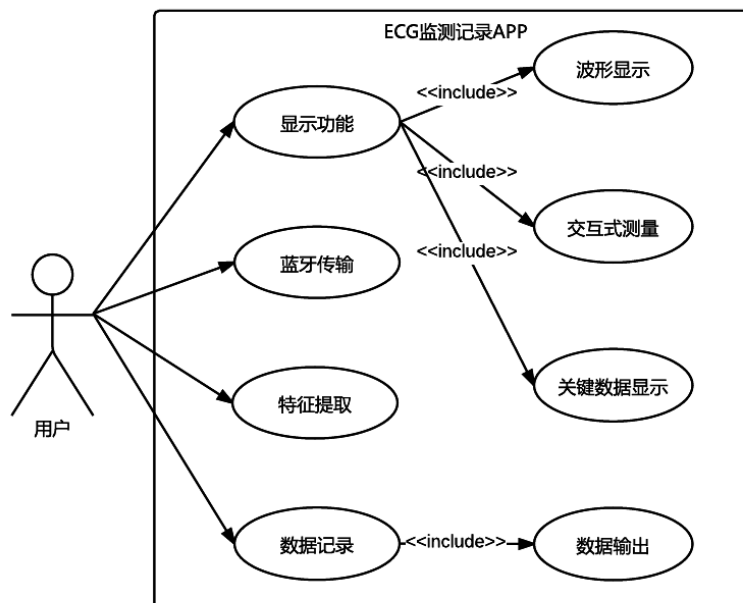 ECG监测记录APP
波形显示
<<include>>
显示功能
<<include>>
交互式测量
<<include>>
蓝牙传输
关键数据显示
特征提取
用户
数据记录
<<include>>
数据输出